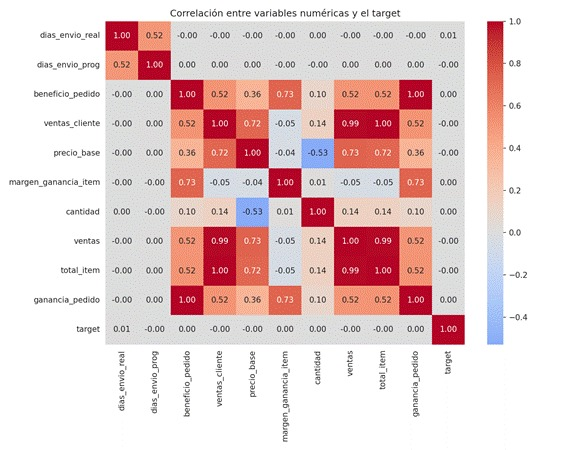 Correlación entre variables numéricas y el target
dias_envio_real 1.00 0.52 -0.00 -0.00 -0.00 -0.00 0.00 -0.00 -0.00 -0.00 0.01
dias_envio_prog 0.52 1.00 0.00 0.00 0.00 0.00 -0.00 0.00 0.00 0.00 -0.00
beneficio_pedido -0.00 0.00 1.00 0.52 0.36 0.73 0.14 0.52 0.52 1.00 0.00
ventas_cliente -0.00 0.00 0.52 1.00 0.72 -0.05 0.14 0.99 1.00 0.52 -0.00
precio_base -0.00 0.00 0.36 0.72 1.00 -0.04 -0.53 0.73 0.72 0.36 -0.00
margen_ganancia_item -0.00 -0.00 0.73 -0.05 -0.04 1.00 0.01 -0.05 -0.05 0.73 0.00
cantidad 0.00 -0.00 0.10 0.14 -0.53 0.01 1.00 0.14 0.14 0.10 0.00
ventas -0.00 0.00 0.52 0.99 0.73 -0.05 0.14 1.00 0.99 0.52 -0.00
total_item -0.00 0.00 0.52 1.00 0.72 -0.05 0.14 0.99 1.00 0.52 0.00
ganancia_pedido -0.00 0.00 1.00 0.52 0.36 0.73 0.10 0.52 0.52 1.00 0.00
target 0.01 -0.00 0.00 -0.00 -0.00 0.00 0.00 -0.00 -0.00 0.00 1.00
dias_envio_real
dias_envio_prog
beneficio_pedido
ventas_cliente
precio_base
margen_ganancia_item
cantidad
ventas
total_item
ganancia_pedido
target
1.0
0.8
0.6
0.4
0.2
0.0
−0.2
−0.4